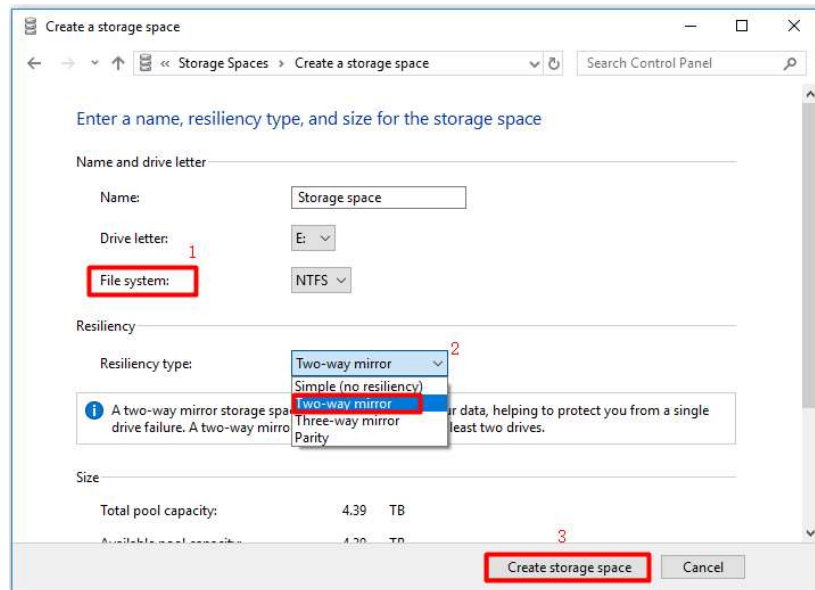 Create a storage space
« Storage Spaces > Create a storage space
Search Control Panel
Enter a name, resiliency type, and size for the storage space
Name and drive letter
Name: Storage space
Drive letter: E:
1
File system: NTFS
Resiliency
2
Resiliency type: Two-way mirror
Simple (no resiliency)
Two-way mirror
Three-way mirror
Parity
A two-way mirror storage spa r data, helping to protect you from a single
drive failure. A two-way mirro least two drives.
Size
Total pool capacity: 4.39 TB
3
Create storage space Cancel